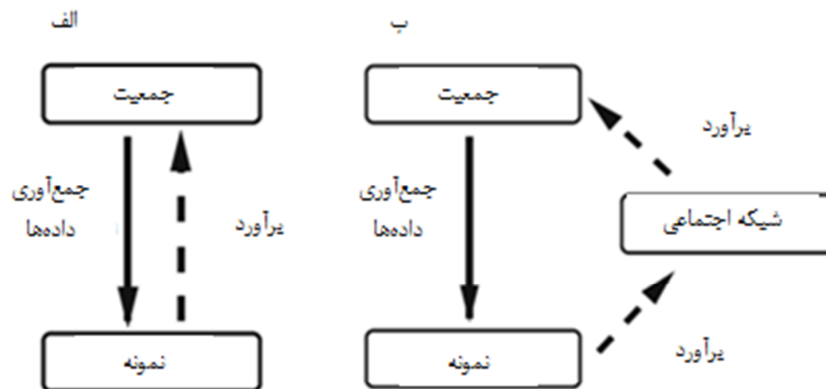 الف
جمعیت
جمع‌آوری
داده‌ها
برآورد
نمونه
ب
جمعیت
جمع‌آوری
داده‌ها
برآورد
شبکه اجتماعی
برآورد
نمونه